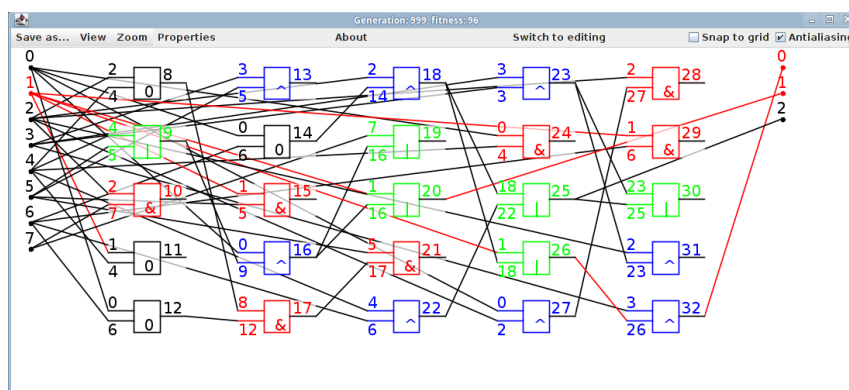 Generation: 999, fitness: 96
Save as... View Zoom Properties About Switch to editing Snap to grid Antialiasing
0 0
2 8 3 13 2 18 3 23 2 28
0 ^ ^ ^ &
1 4 5 14 3 27 1
2 2
4 9 0 14 7 19 0 24 1 29
3 | 0 | & &
5 6 16 4 6
4
2 10 1 15 1 20 18 25 23 30
5 & & | | |
7 5 16 22 25
6
1 11 0 16 5 21 1 26 2 31
7 0 ^ & | ^
4 9 17 18 23
0 12 8 17 4 22 0 27 3 32
0 & ^ ^ ^
6 12 6 2 26